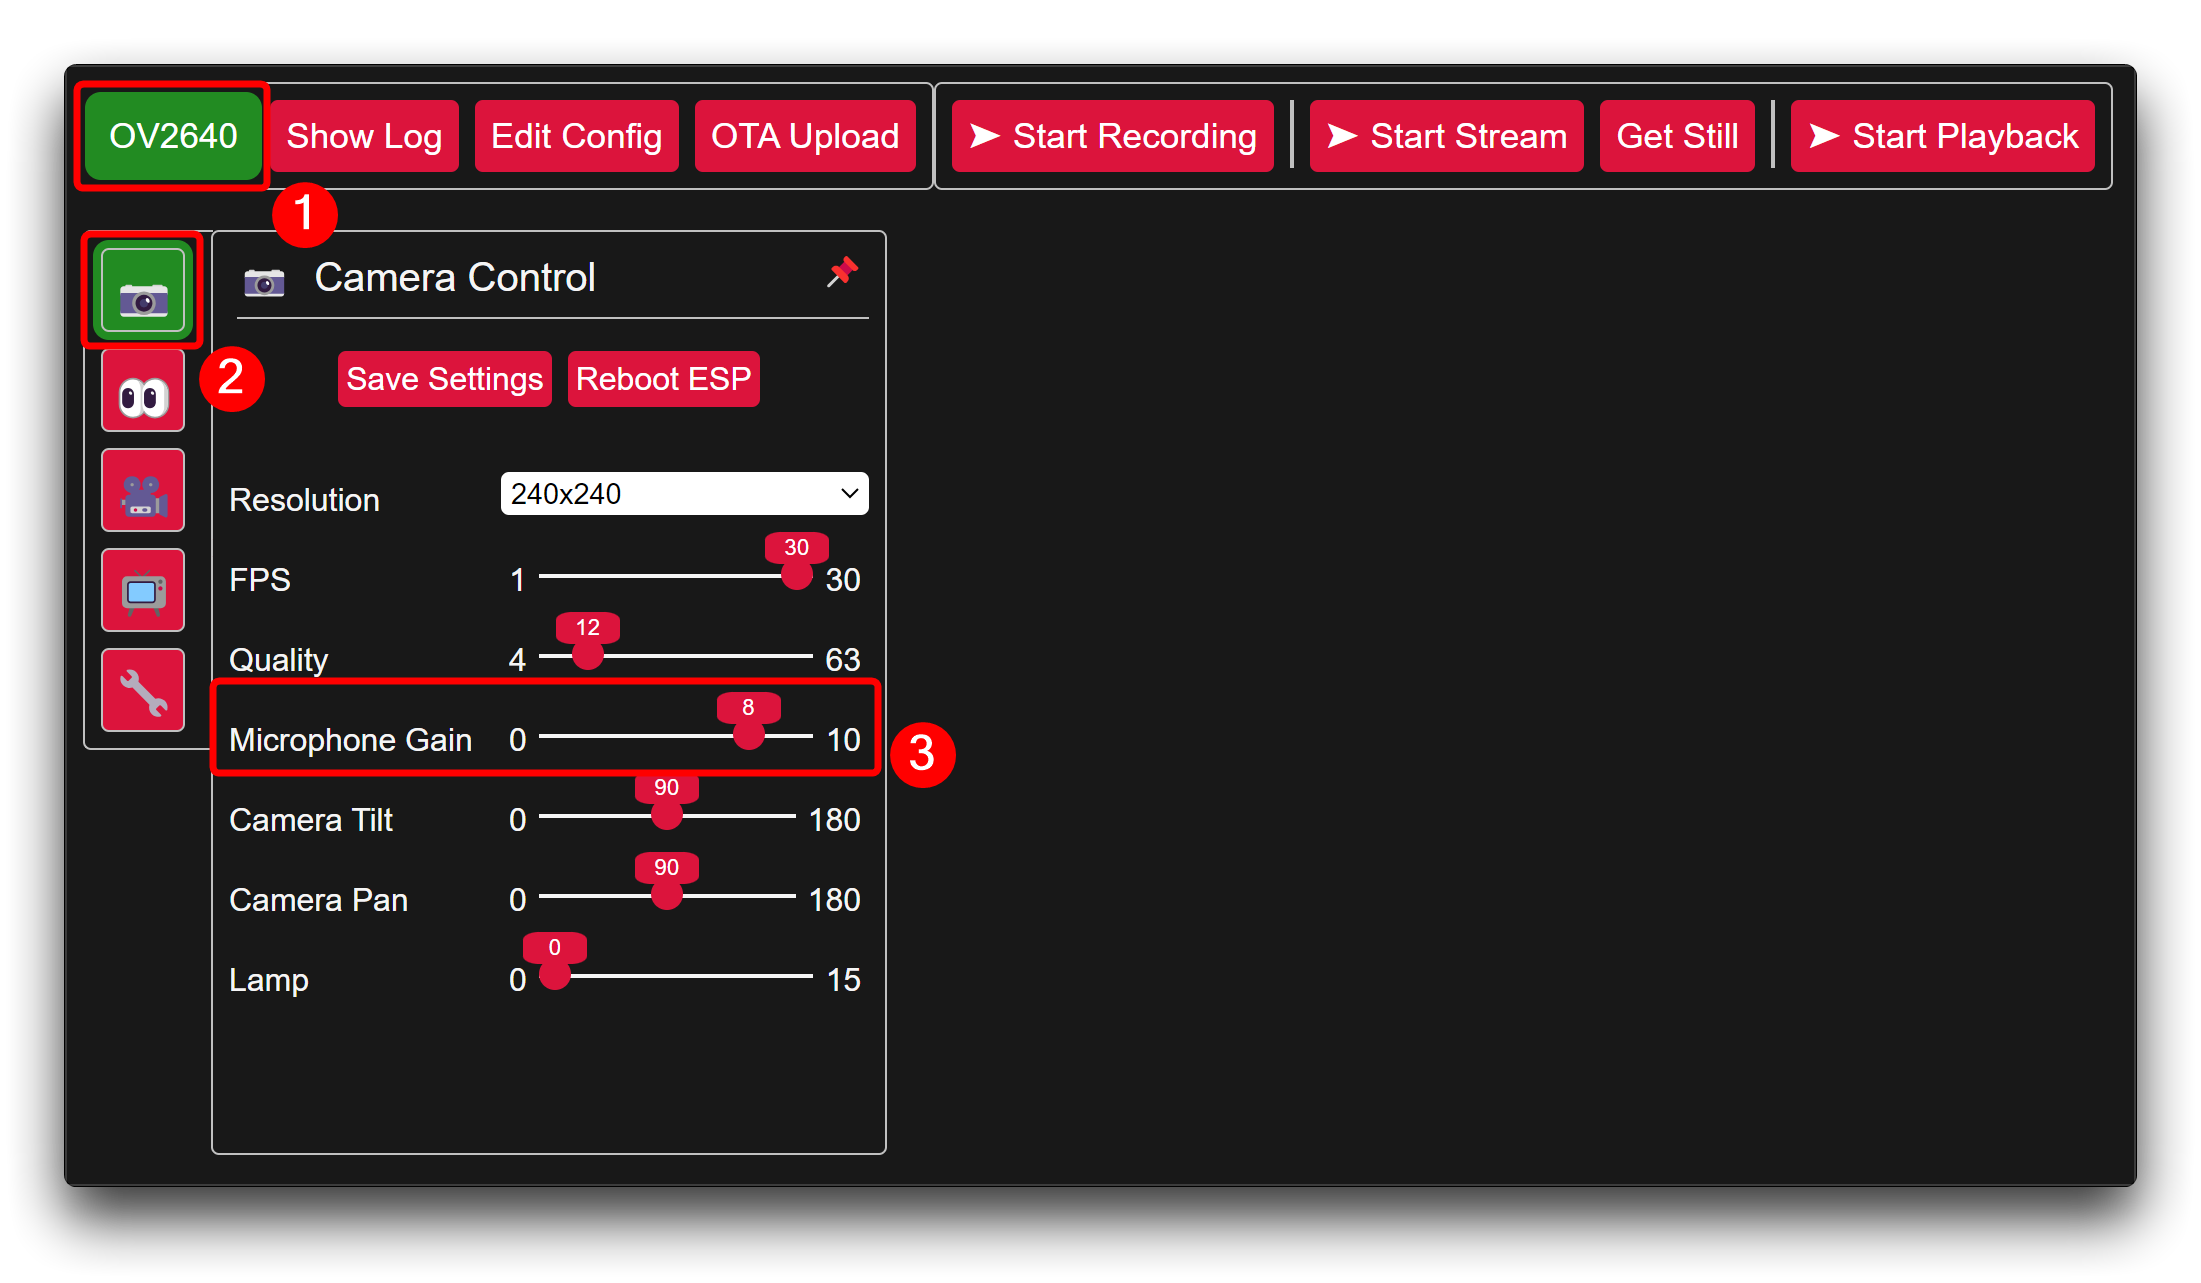 OV2640 Show Log Edit Config OTA Upload ➤ Start Recording ➤ Start Stream Get Still ➤ Start Playback
1
Camera Control
2
Save Settings Reboot ESP
Resolution 240x240
30
FPS 1 30
12
Quality 4 63
8
Microphone Gain 0 10
3
90
Camera Tilt 0 180
90
Camera Pan 0 180
0
Lamp 0 15